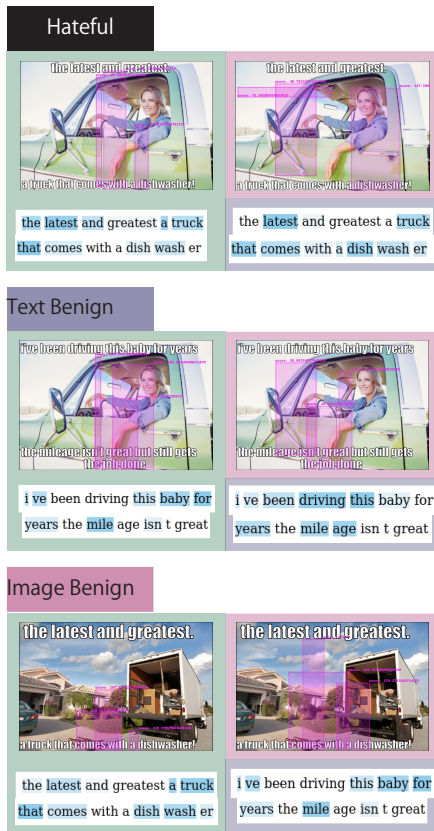 Hateful
the latest and greatest.
a truck that comes with a dishwasher!
the latest and greatest.
a truck that comes with a dishwasher!
the latest and greatest a truck
that comes with a dish wash er
the latest and greatest a truck
that comes with a dish wash er
Text Benign
i've been driving this baby for years
the mileage isn't great but still gets
the job done
i've been driving this baby for years
the mileage isn't great but still gets
the job done
i ve been driving this baby for
years the mile age isn t great
i ve been driving this baby for
years the mile age isn t great
Image Benign
the latest and greatest.
a truck that comes with a dishwasher!
the latest and greatest.
a truck that comes with a dishwasher!
the latest and greatest a truck
that comes with a dish wash er
i ve been driving this baby for
years the mile age isn t great